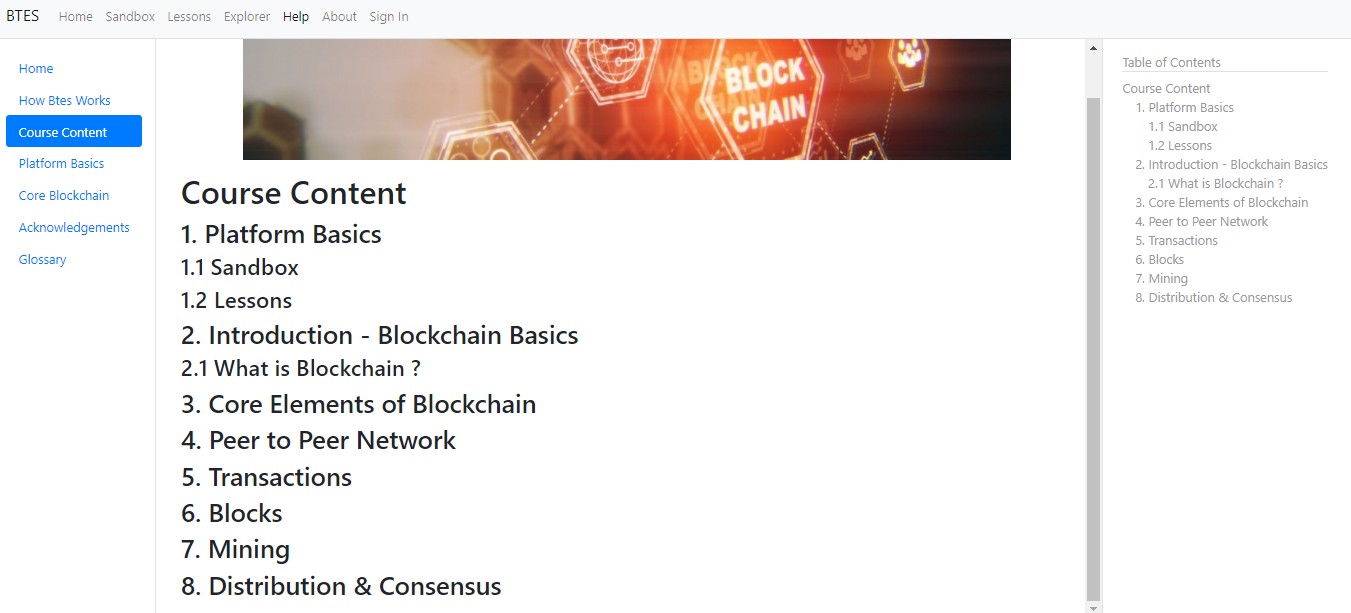 BTES Home Sandbox Lessons Explorer Help About Sign In
Home
How Btes Works
Course Content
Platform Basics
Core Blockchain
Acknowledgements
Glossary
BLOCK
CHAIN
BLOCK
CHAIN
Course Content
1. Platform Basics
1.1 Sandbox
1.2 Lessons
2. Introduction - Blockchain Basics
2.1 What is Blockchain ?
3. Core Elements of Blockchain
4. Peer to Peer Network
5. Transactions
6. Blocks
7. Mining
8. Distribution & Consensus
Table of Contents
Course Content
1. Platform Basics
1.1 Sandbox
1.2 Lessons
2. Introduction - Blockchain Basics
2.1 What is Blockchain ?
3. Core Elements of Blockchain
4. Peer to Peer Network
5. Transactions
6. Blocks
7. Mining
8. Distribution & Consensus